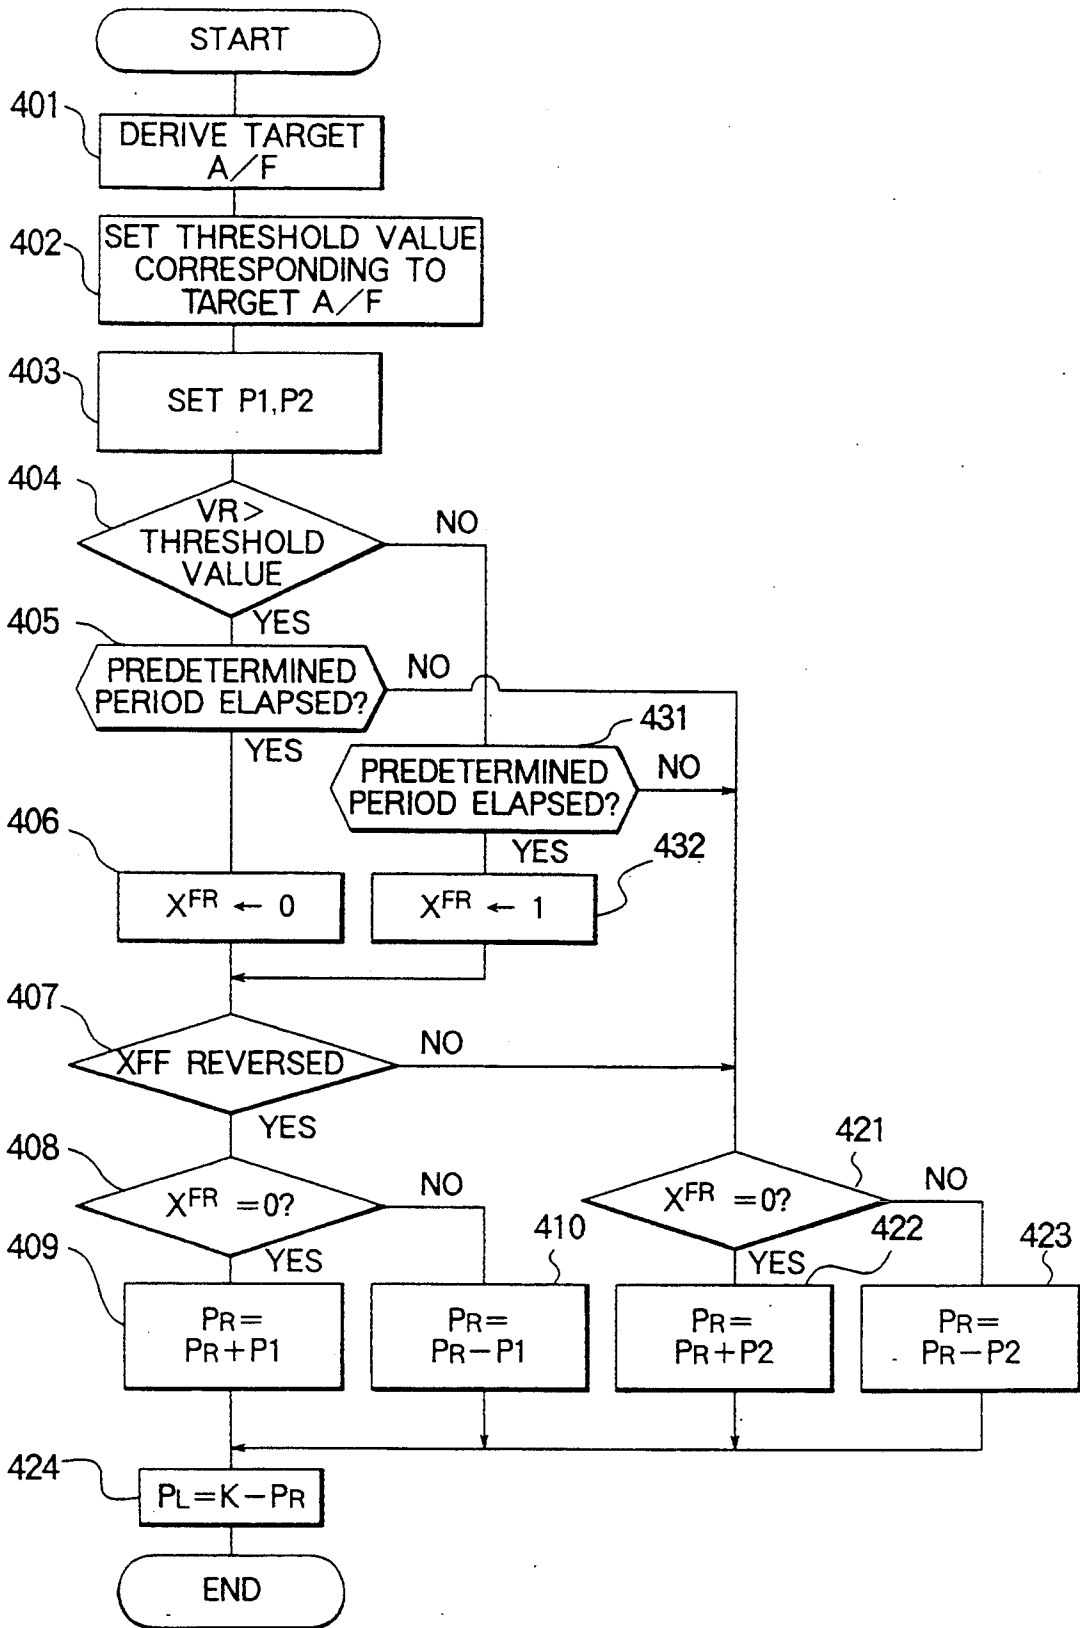 START
401
DERIVE TARGET
A/F
402
SET THRESHOLD VALUE
CORRESPONDING TO
TARGET A/F
403
SET P1,P2
404
VR>
THRESHOLD
VALUE
NO
YES
405
PREDETERMINED
PERIOD ELAPSED?
NO
YES
431
PREDETERMINED
PERIOD ELAPSED?
NO
YES
406
XFR ← 0
432
XFR ← 1
407
XFF REVERSED
NO
YES
408
XFR =0?
NO
YES
421
XFR =0?
NO
YES
409
PR=
PR+P1
410
PR=
PR-P1
422
PR=
PR+P2
423
PR=
PR-P2
424
PL=K-PR
END